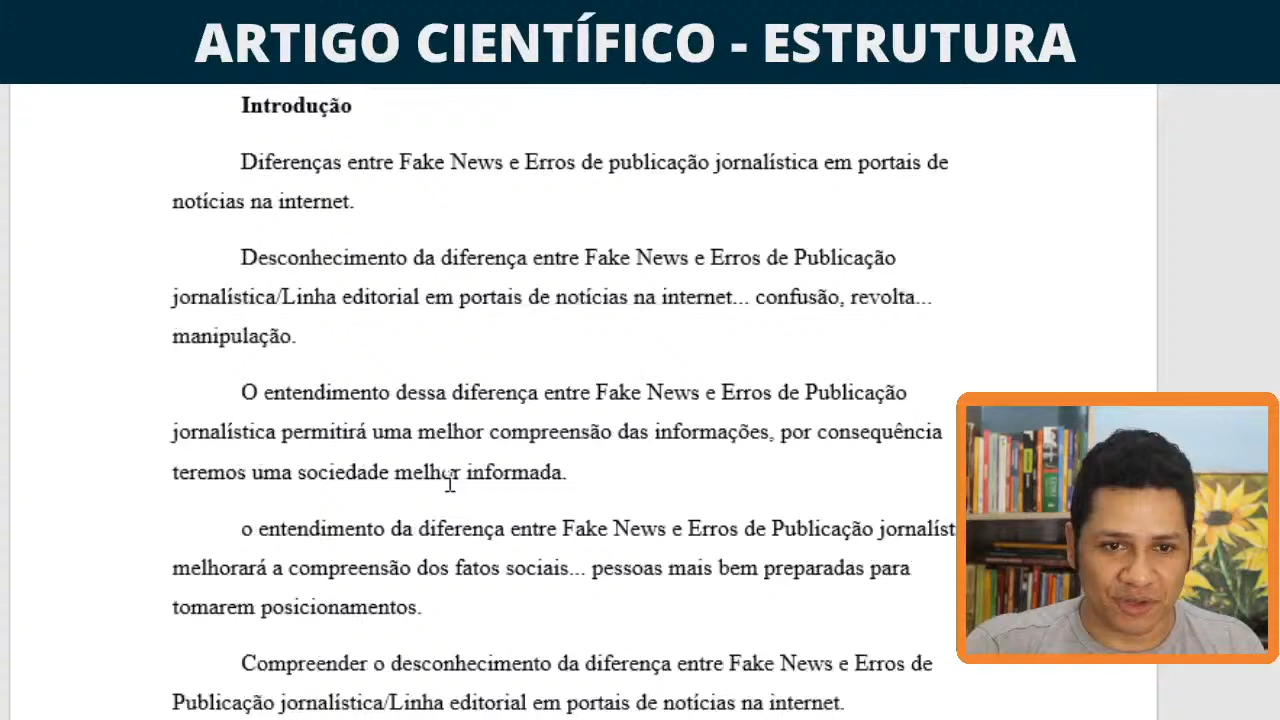 ARTIGO CIENTÍFICO - ESTRUTURA
Introdução
Diferenças entre Fake News e Erros de publicação jornalística em portais de
notícias na internet.
Desconhecimento da diferença entre Fake News e Erros de Publicação
jornalística/Linha editorial em portais de notícias na internet... confusão, revolta...
manipulação.
O entendimento dessa diferença entre Fake News e Erros de Publicação
jornalística permitirá uma melhor compreensão das informações, por consequência
teremos uma sociedade melhor informada.
o entendimento da diferença entre Fake News e Erros de Publicação jornalist
melhorará a compreensão dos fatos sociais... pessoas mais bem preparadas para
tomarem posicionamentos.
Compreender o desconhecimento da diferença entre Fake News e Erros de
Publicação jornalística/Linha editorial em portais de notícias na internet.